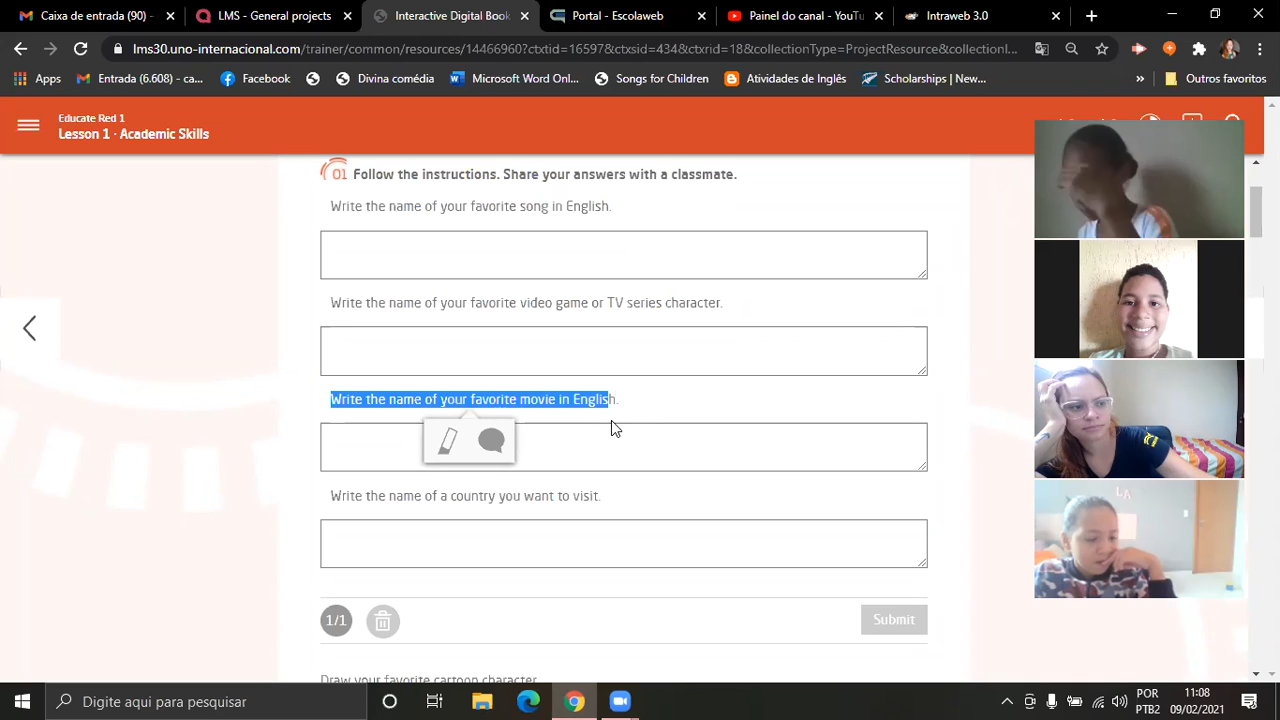 Caixa de entrada (90) -
LMS - General projects
Interactive Digital Book
Portal - Escolaweb
Painel do canal - YouTu
Intraweb 3.0
lms30.uno-internacional.com/trainer/common/resources/14466960?ctxtid=16597&ctxsid=434&ctxrid=18&collectionType=ProjectResource&collectionI...
Apps
Entrada (6.608) - ca...
Facebook
Divina comédia
Microsoft Word Onl...
Songs for Children
Atividades de Inglês
Scholarships | New...
Outros favoritos
Educate Red 1
Lesson 1 · Academic Skills
01 Follow the instructions. Share your answers with a classmate.
Write the name of your favorite song in English.
Write the name of your favorite video game or TV series character.
Write the name of your favorite movie in English.
Write the name of a country you want to visit.
1/1
Submit
Draw your favorite cartoon character.
LA
Digite aqui para pesquisar
POR
PTB2
11:08
09/02/2021